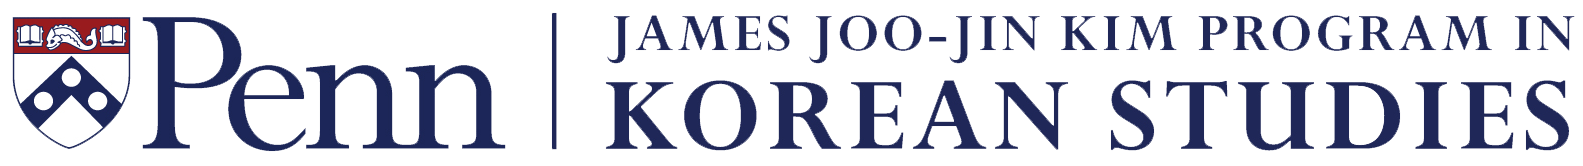 Penn
JAMES JOO-JIN KIM PROGRAM IN
KOREAN STUDIES